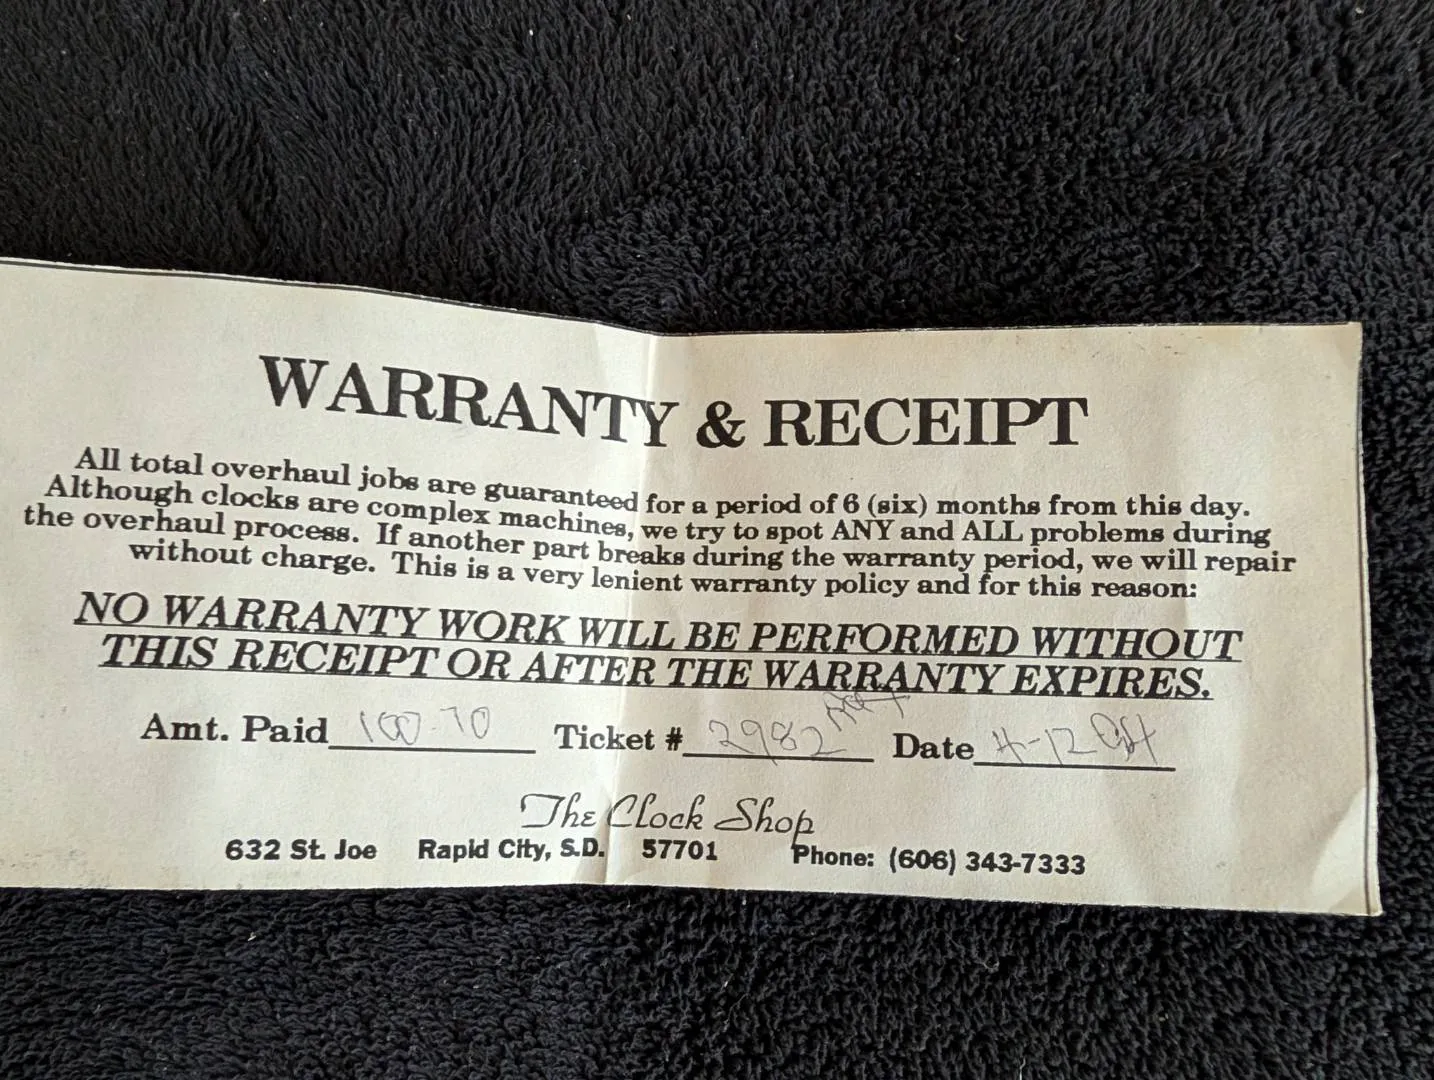 WARRANTY & RECEIPT
All total overhaul jobs are guaranteed for a period of 6 (six) months from this day.
Although clocks are complex machines, we try to spot ANY and ALL problems during
the overhaul process. If another part breaks during the warranty period, we will repair
without charge. This is a very lenient warranty policy and for this reason:
NO WARRANTY WORK WILL BE PERFORMED WITHOUT
THIS RECEIPT OR AFTER THE WARRANTY EXPIRES.
Amt. Paid 100.70 Ticket # 2982 Date 4-12
The Clock Shop
632 St. Joe Rapid City, S.D. 57701 Phone: (606) 343-7333